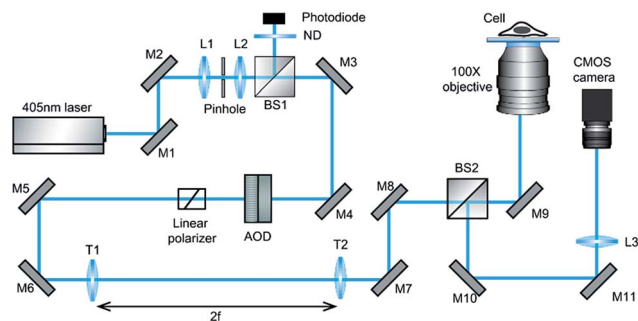 Photodiode
ND
Cell
CMOS
camera
M2
L1
L2
M3
100X
objective
405nm laser
Pinhole
BS1
M1
M5
M8
BS2
M9
Linear
polarizer
AOD
M4
L3
T1
T2
M6
M7
M10
M11
2f